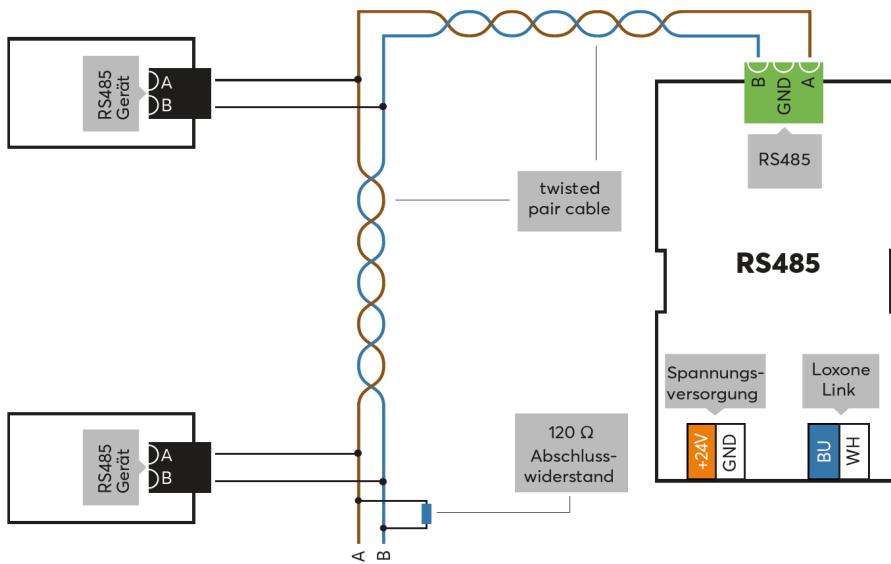 RS485
Gerät
A
B
B
GND
A
RS485
twisted
pair cable
RS485
Spannungs-
versorgung
Loxone
Link
+24V
GND
BU
WH
RS485
Gerät
A
B
120 Ω
Abschluss-
widerstand
A
B